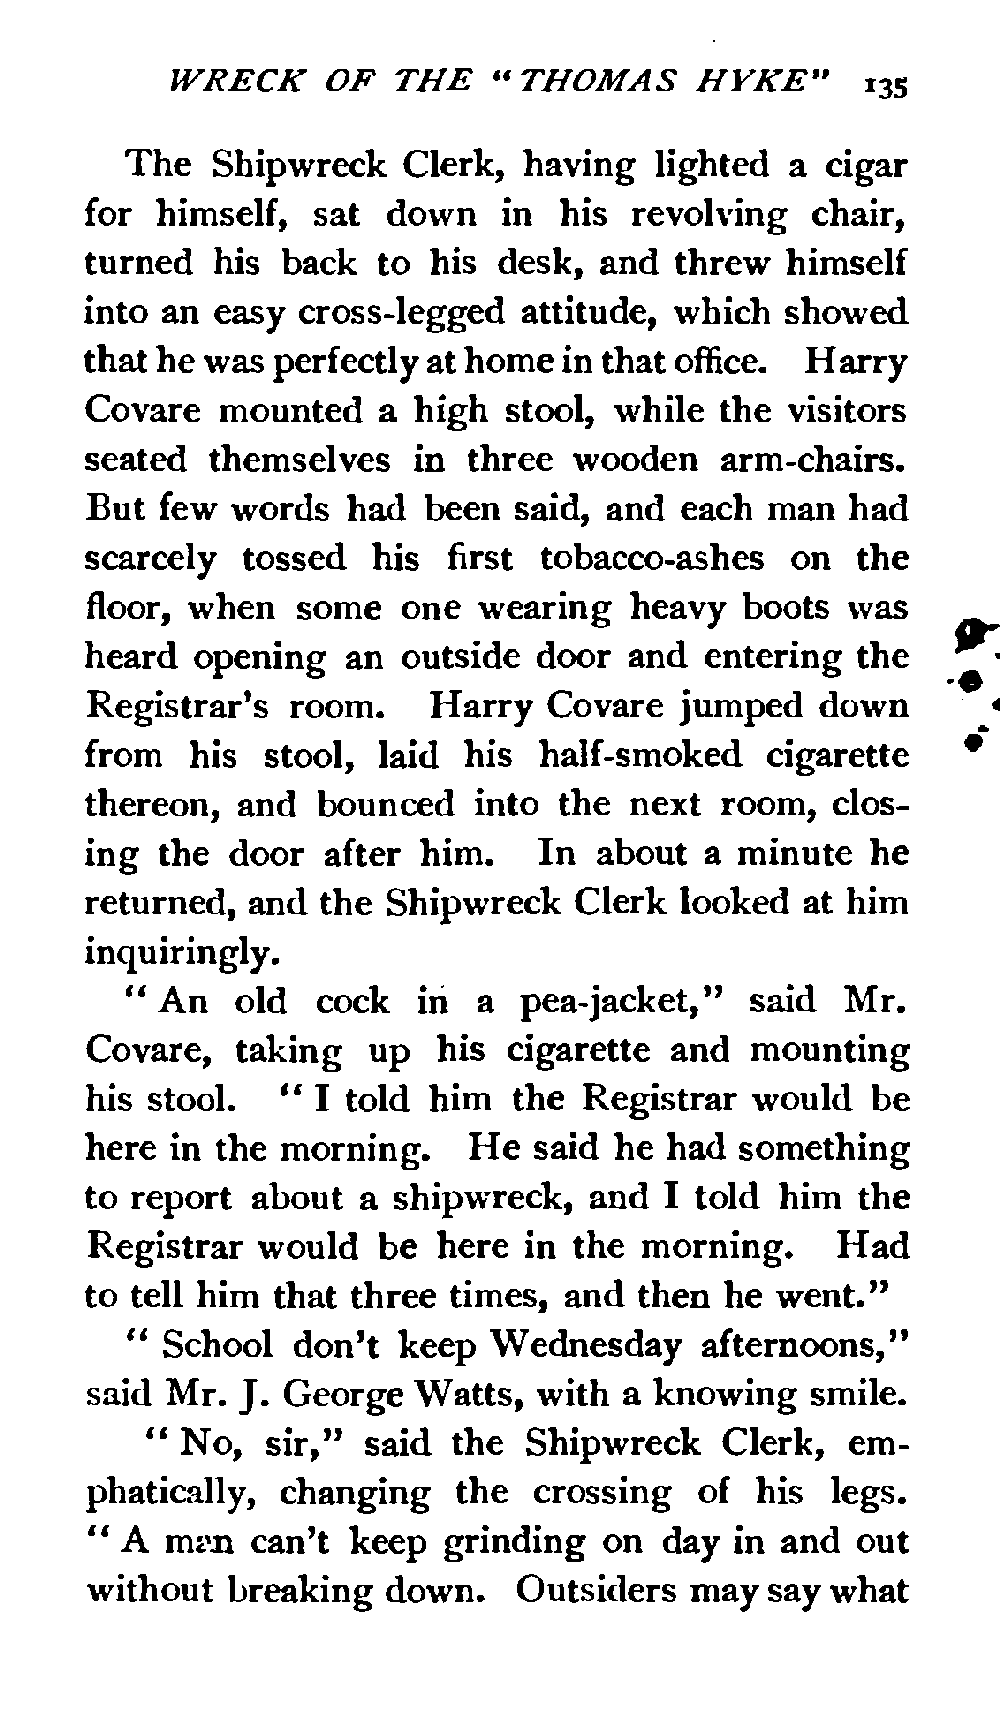 WRECK OF THE "THOMAS HYKE" 135
The Shipwreck Clerk, having lighted a cigar
for himself, sat down in his revolving chair,
turned his back to his desk, and threw himself
into an easy cross-legged attitude, which showed
that he was perfectly at home in that office. Harry
Covare mounted a high stool, while the visitors
seated themselves in three wooden arm-chairs.
But few words had been said, and each man had
scarcely tossed his first tobacco-ashes on the
floor, when some one wearing heavy boots was
heard opening an outside door and entering the
Registrar's room. Harry Covare jumped down
from his stool, laid his half-smoked cigarette
thereon, and bounced into the next room, clos-
ing the door after him. In about a minute he
returned, and the Shipwreck Clerk looked at him
inquiringly.
"An old cock in a pea-jacket," said Mr.
Covare, taking up his cigarette and mounting
his stool. "I told him the Registrar would be
here in the morning. He said he had something
to report about a shipwreck, and I told him the
Registrar would be here in the morning. Had
to tell him that three times, and then he went."
"School don't keep Wednesday afternoons,"
said Mr. J. George Watts, with a knowing smile.
"No, sir," said the Shipwreck Clerk, em-
phatically, changing the crossing of his legs.
"A man can't keep grinding on day in and out
without breaking down. Outsiders may say what